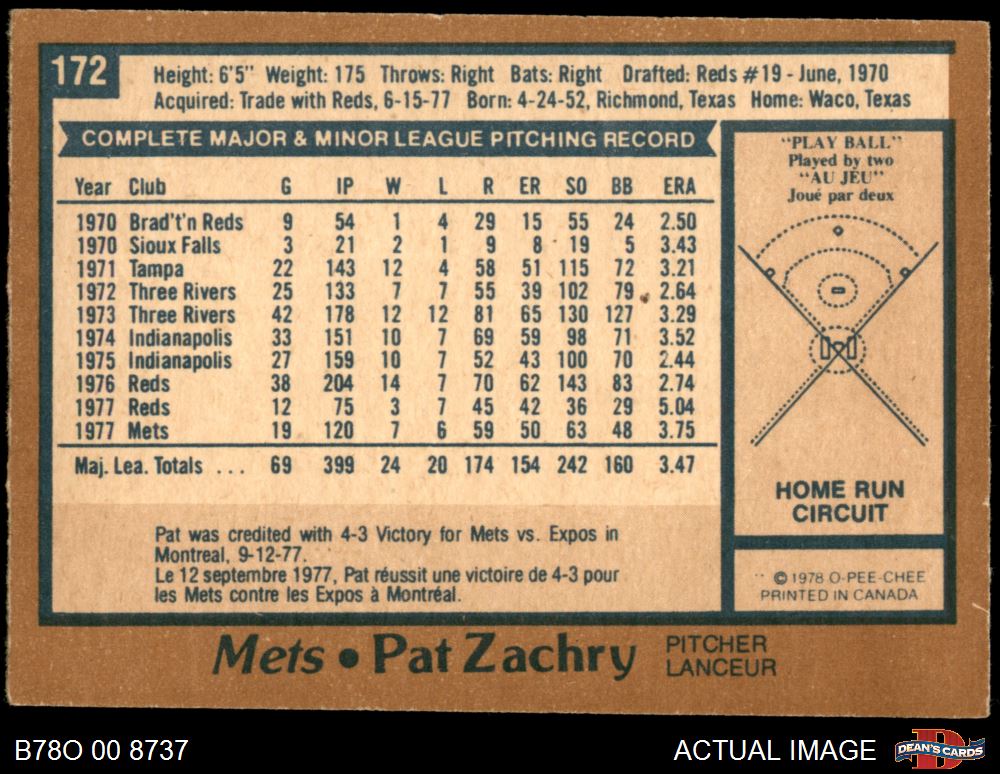 172
Height: 6'5" Weight: 175 Throws: Right Bats: Right Drafted: Reds #19 - June, 1970
Acquired: Trade with Reds, 6-15-77 Born: 4-24-52, Richmond, Texas Home: Waco, Texas
COMPLETE MAJOR & MINOR LEAGUE PITCHING RECORD
Year Club G IP W L R ER SO BB ERA
1970 Brad't'n Reds 9 54 1 4 29 15 55 24 2.50
1970 Sioux Falls 3 21 2 1 9 8 19 5 3.43
1971 Tampa 22 143 12 4 58 51 115 72 3.21
1972 Three Rivers 25 133 7 7 55 39 102 79 2.64
1973 Three Rivers 42 178 12 12 81 65 130 127 3.29
1974 Indianapolis 33 151 10 7 69 59 98 71 3.52
1975 Indianapolis 27 159 10 7 52 43 100 70 2.44
1976 Reds 38 204 14 7 70 62 143 83 2.74
1977 Reds 12 75 3 7 45 42 36 29 5.04
1977 Mets 19 120 7 6 59 50 63 48 3.75
Maj. Lea. Totals ... 69 399 24 20 174 154 242 160 3.47
Pat was credited with 4-3 Victory for Mets vs. Expos in
Montreal, 9-12-77.
Le 12 septembre 1977, Pat réussit une victoire de 4-3 pour
les Mets contre les Expos à Montréal.
"PLAY BALL"
Played by two
"AU JEU"
Joué par deux
HOME RUN
CIRCUIT
© 1978 O-PEE-CHEE
PRINTED IN CANADA
Mets • Pat Zachry PITCHER
LANCEUR
B78O 00 8737
ACTUAL IMAGE
DEAN'S CARDS